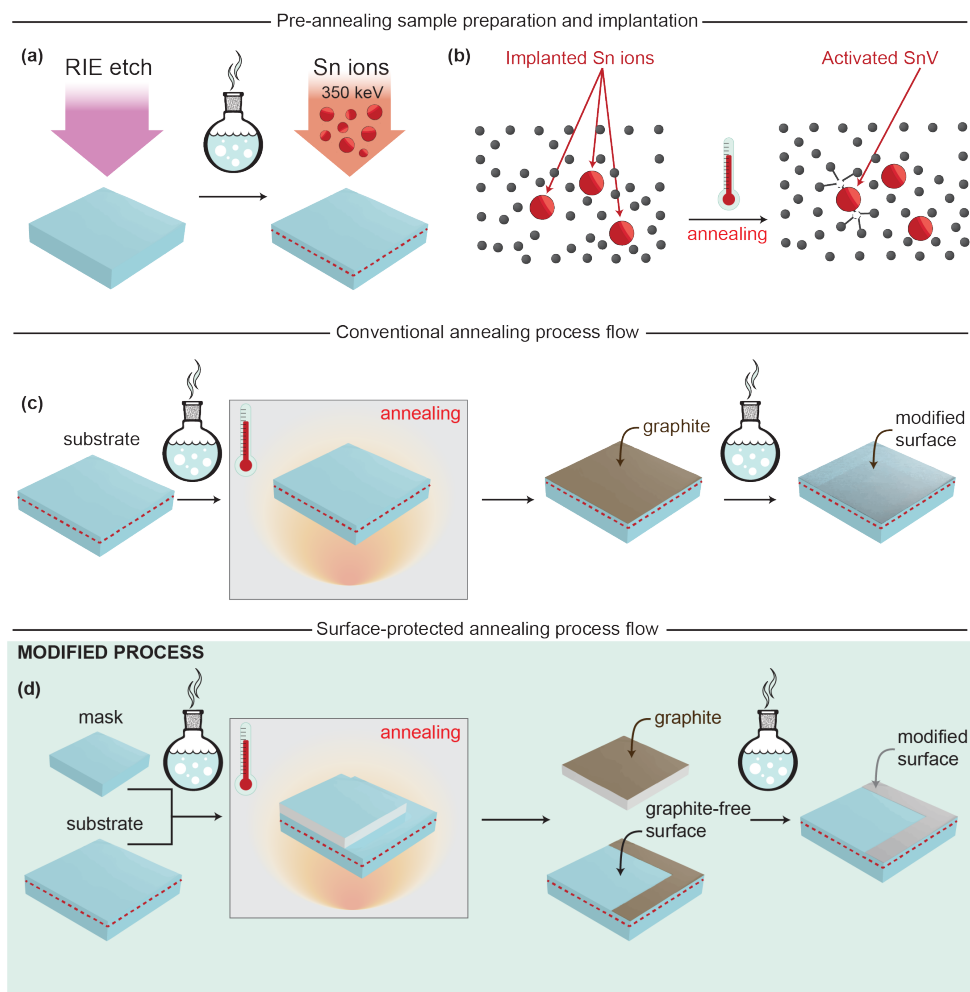 Pre-annealing sample preparation and implantation
(a)
RIE etch
Sn ions
350 keV
(b)
Implanted Sn ions
Activated SnV
annealing
Conventional annealing process flow
(c)
substrate
annealing
graphite
modified
surface
Surface-protected annealing process flow
MODIFIED PROCESS
(d)
mask
substrate
annealing
graphite
graphite-free
surface
modified
surface